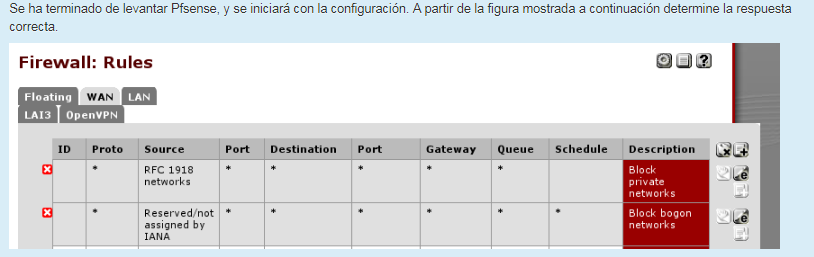 Se ha terminado de levantar Pfsense, y se iniciará con la configuración. A partir de la figura mostrada a continuación determine la respuesta
correcta.
Firewall: Rules
Floating WAN LAN
LAI3 OpenVPN
ID Proto Source Port Destination Port Gateway Queue Schedule Description
* RFC 1918 * * * * * Block
networks private
networks
* Reserved/not * * * * * * Block bogon
assigned by networks
IANA